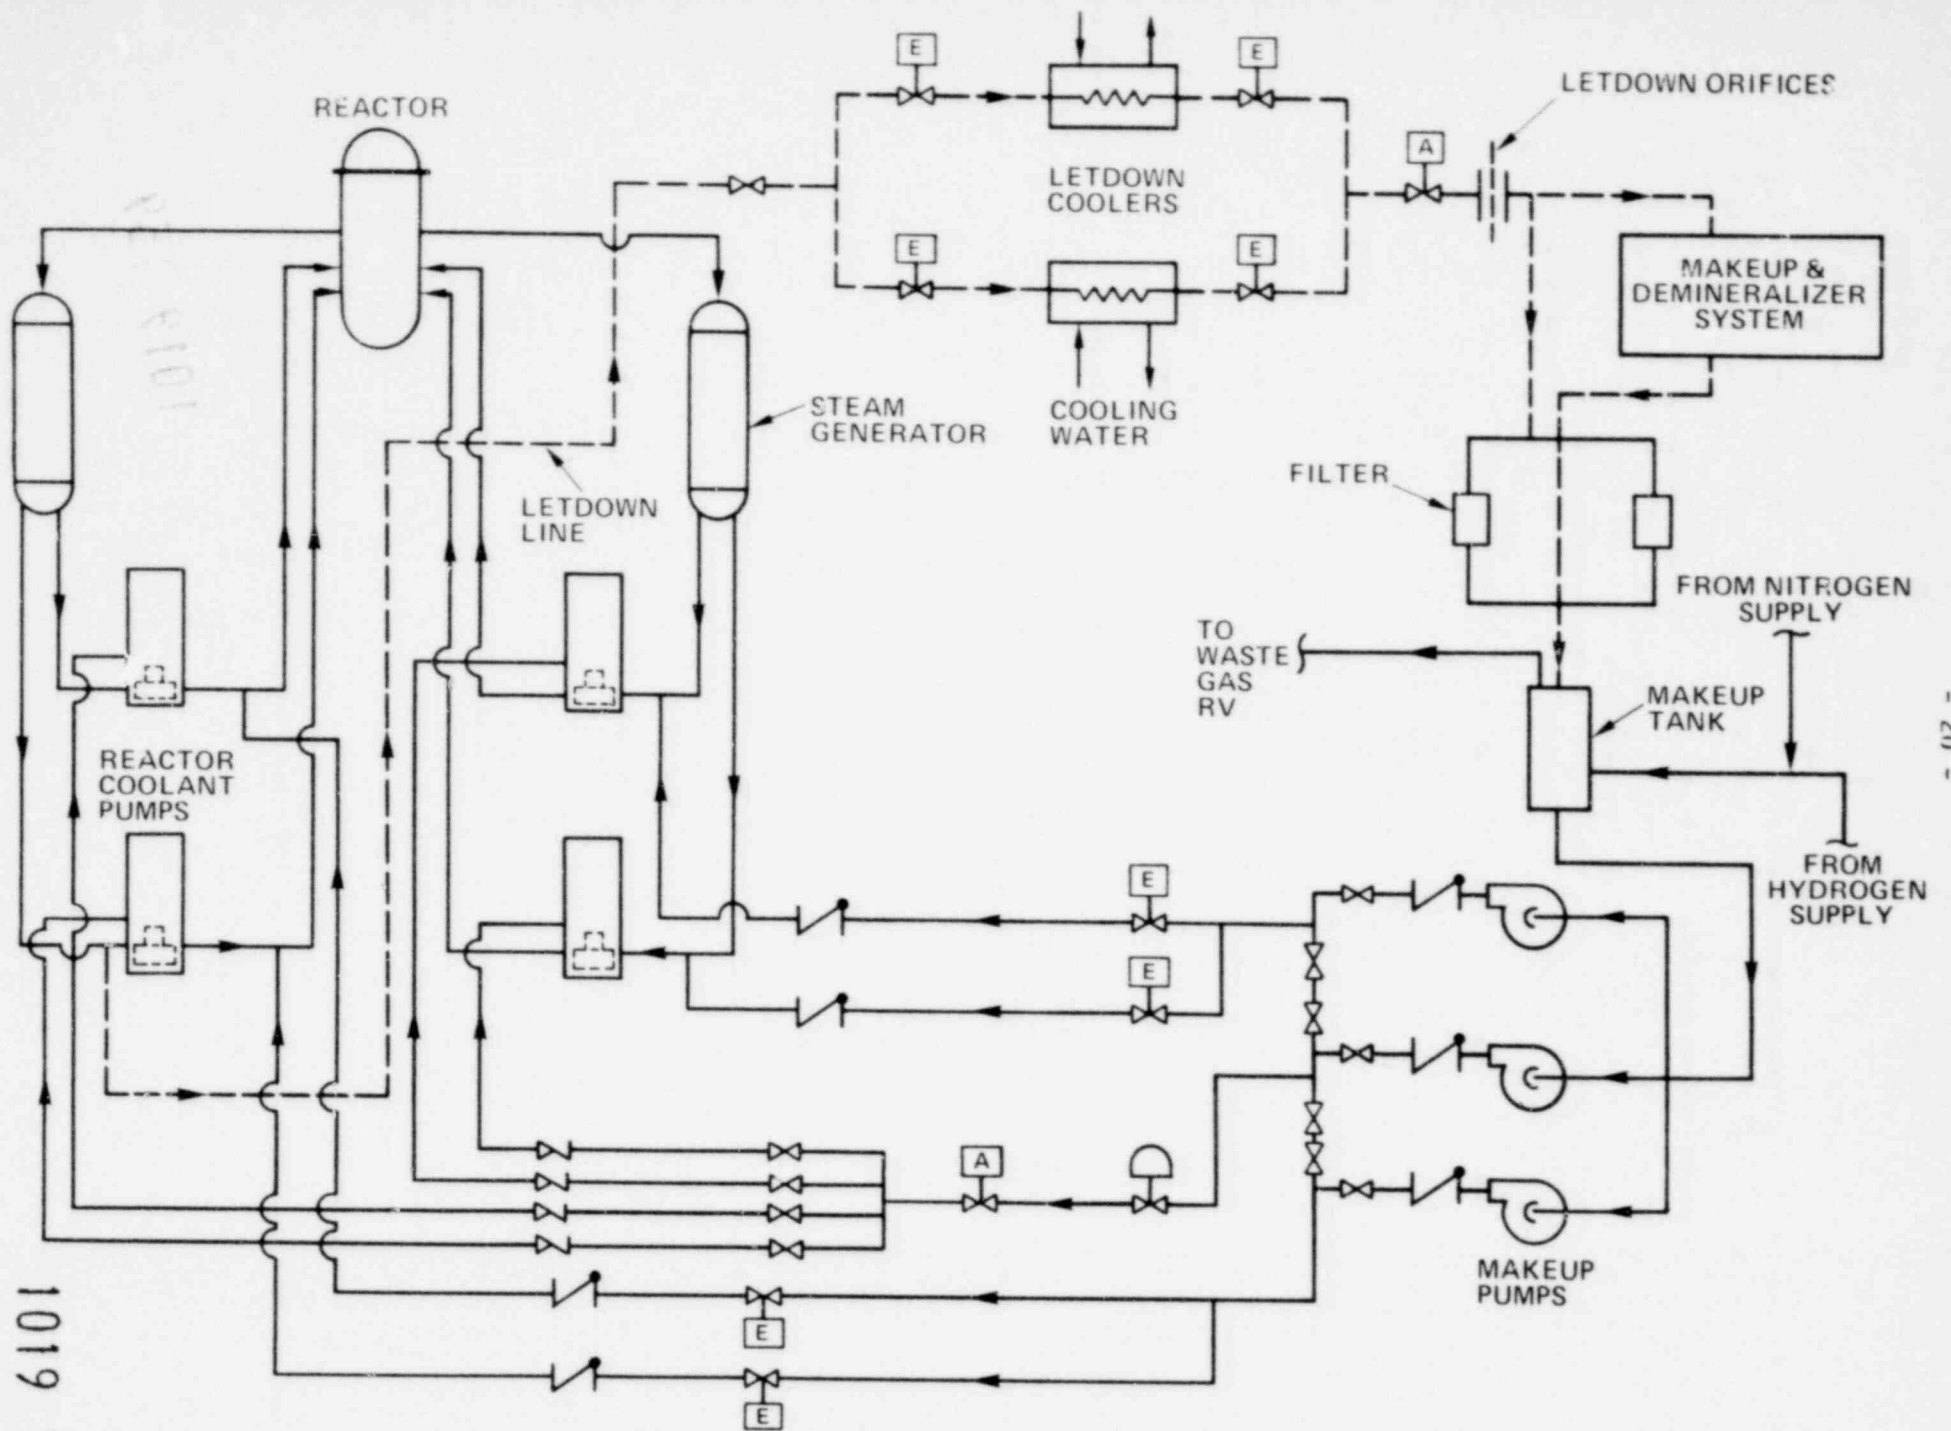 REACTOR
E
E
LETDOWN ORIFICES
A
LETDOWN
COOLERS
E
E
MAKEUP &
DEMINERALIZER
SYSTEM
STEAM
GENERATOR
COOLING
WATER
LETDOWN
LINE
FILTER
FROM NITROGEN
SUPPLY
TO
WASTE
GAS
RV
MAKEUP
TANK
- 20 -
REACTOR
COOLANT
PUMPS
FROM
HYDROGEN
SUPPLY
E
E
A
MAKEUP
PUMPS
E
E
1019